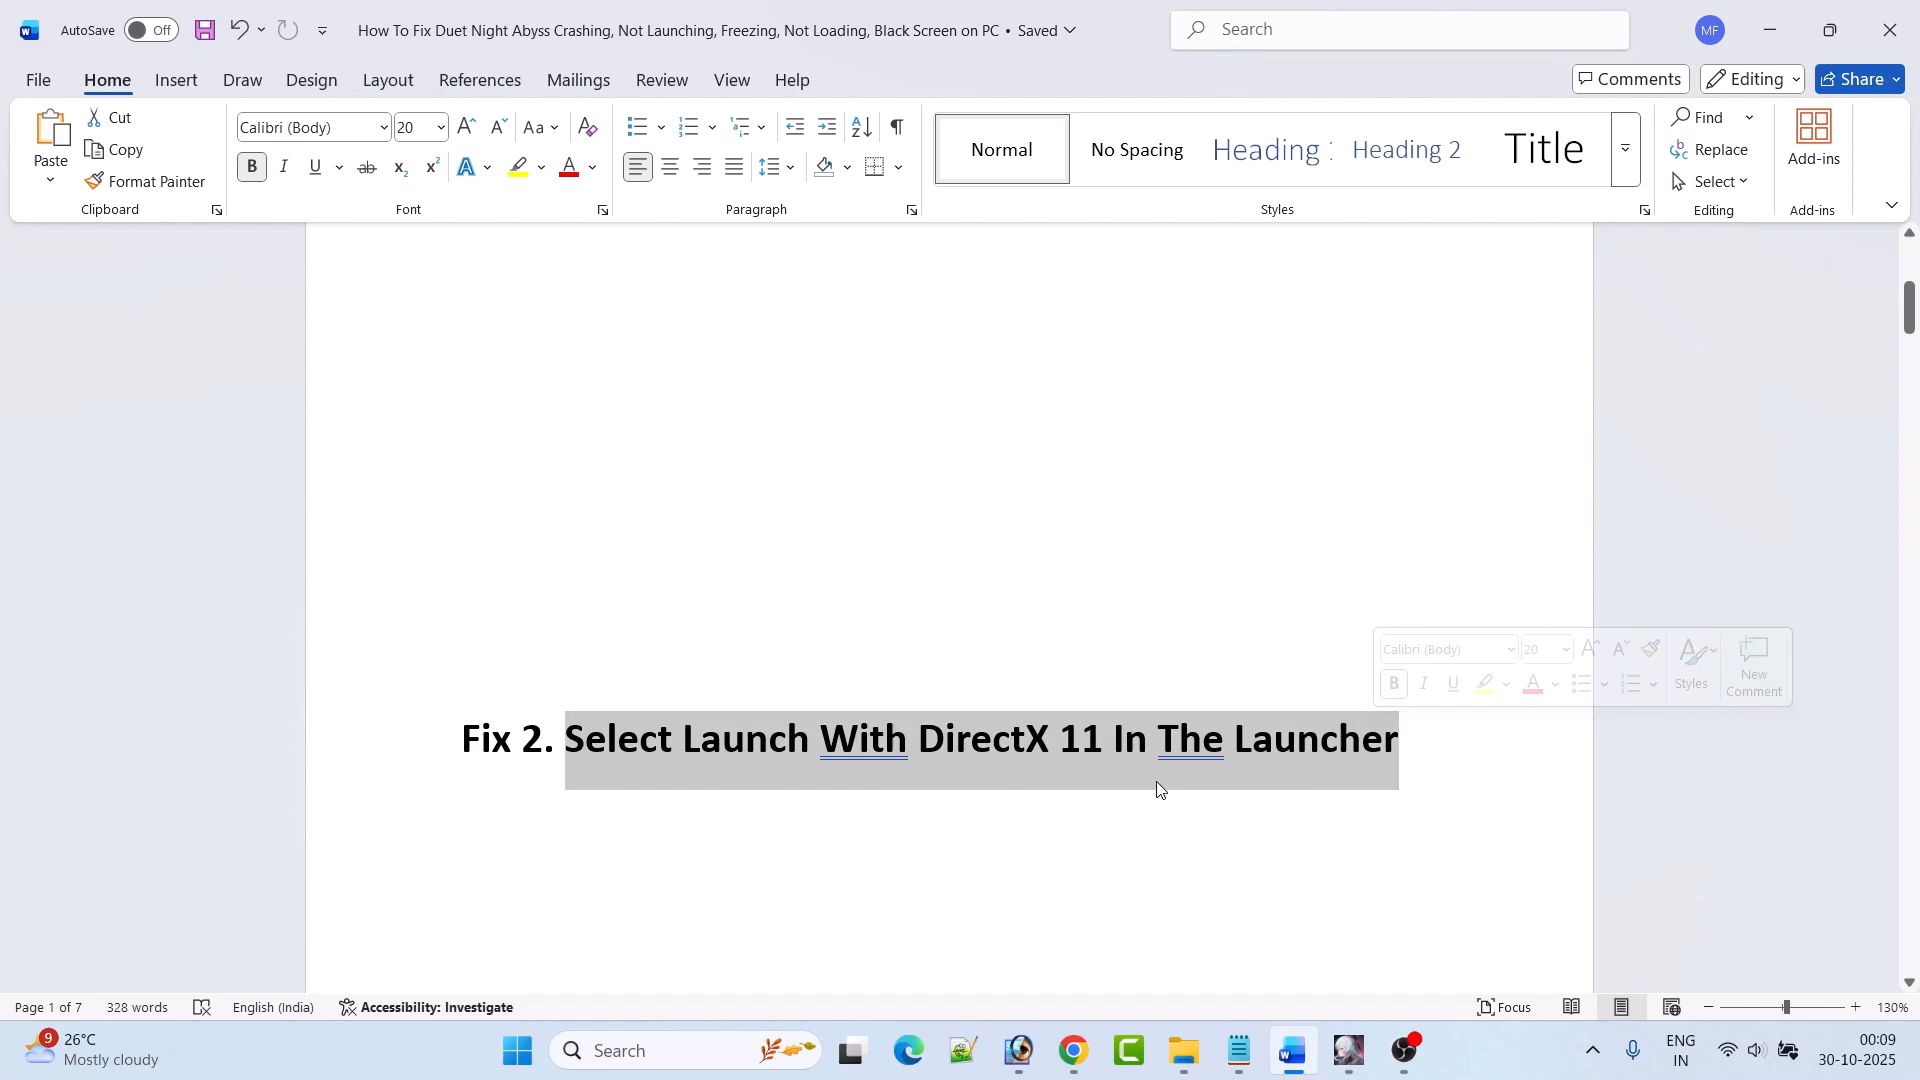 AutoSave Off How To Fix Duet Night Abyss Crashing, Not Launching, Freezing, Not Loading, Black Screen on PC • Saved Search MF
File Home Insert Draw Design Layout References Mailings Review View Help Comments Editing Share
Paste Cut Copy Format Painter
Clipboard
Calibri (Body) 20 Aa
B I U ab x₂ x² A A
Font
Paragraph
Normal No Spacing Heading 1 Heading 2 Title
Styles
Find Replace Select
Editing
Add-ins
Add-ins
Calibri (Body) 20
B I U A Styles New Comment
Fix 2. Select Launch With DirectX 11 In The Launcher
Page 1 of 7 328 words English (India) Accessibility: Investigate Focus 130%
9 26°C
Mostly cloudy
Search
ENG
IN
00:09
30-10-2025